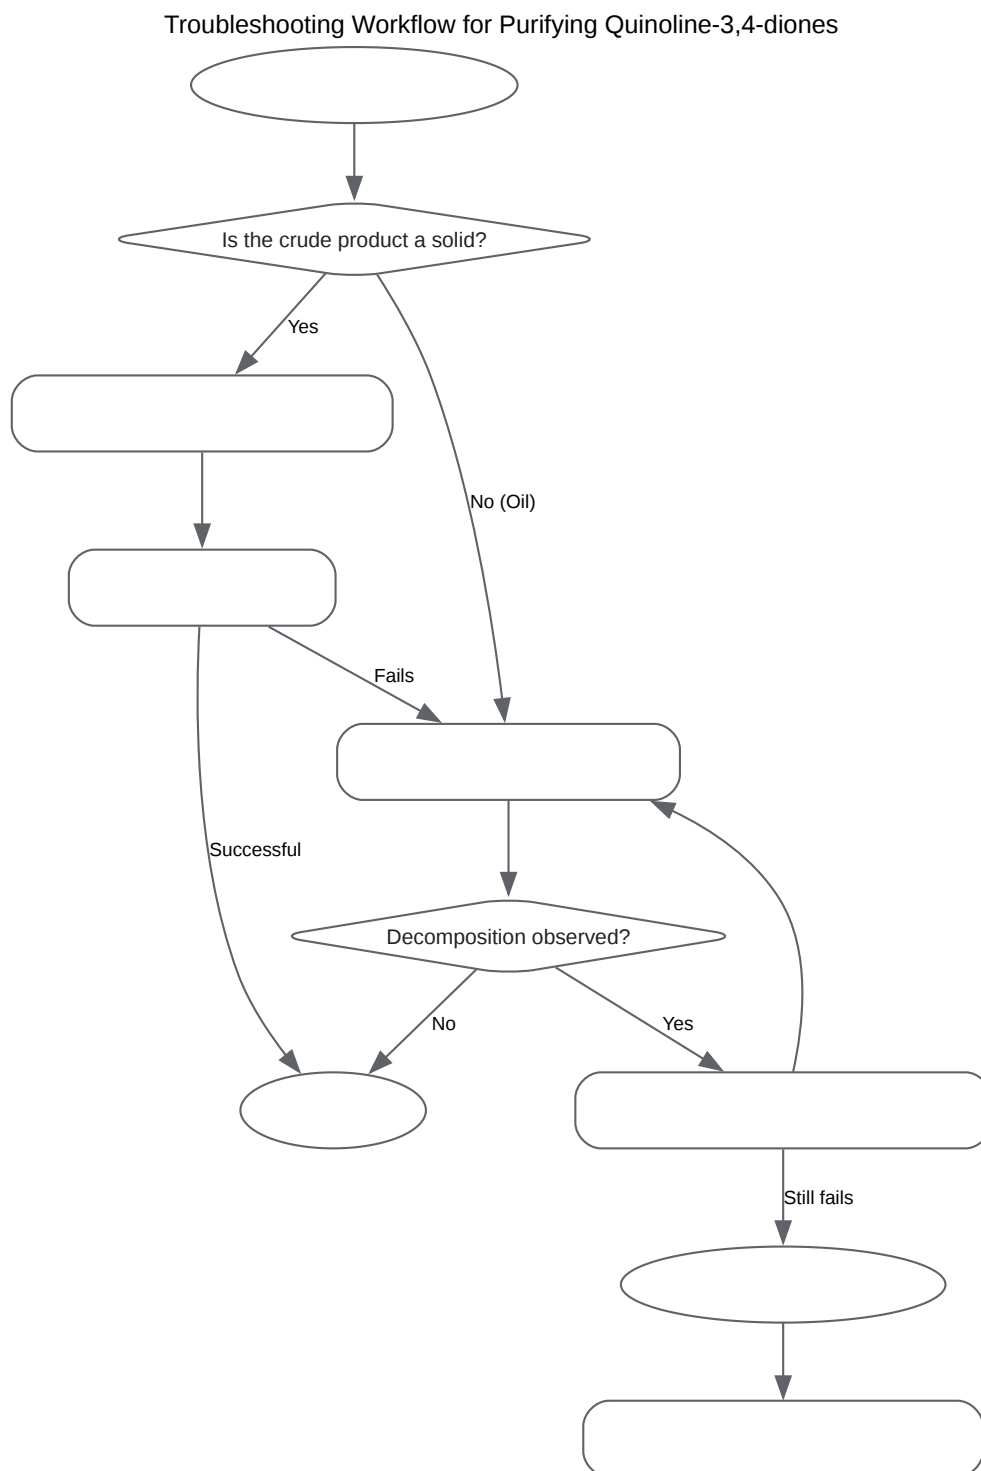 Troubleshooting Workflow for Purifying Quinoline-3,4-diones
Is the crude product a solid?
Yes
No (Oil)
Fails
Successful
Decomposition observed?
No
Yes
Still fails